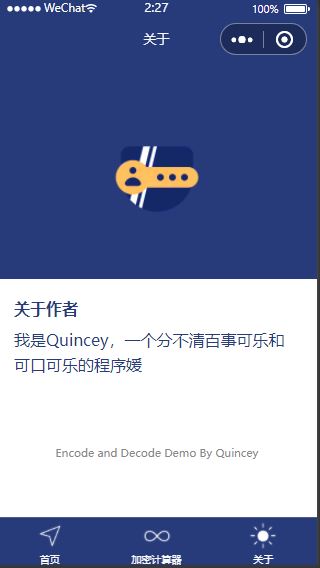 WeChat 2:27 100%
关于
关于作者
我是Quincey，一个分不清百事可乐和
可口可乐的程序媛
Encode and Decode Demo By Quincey
首页 加密计算器 关于